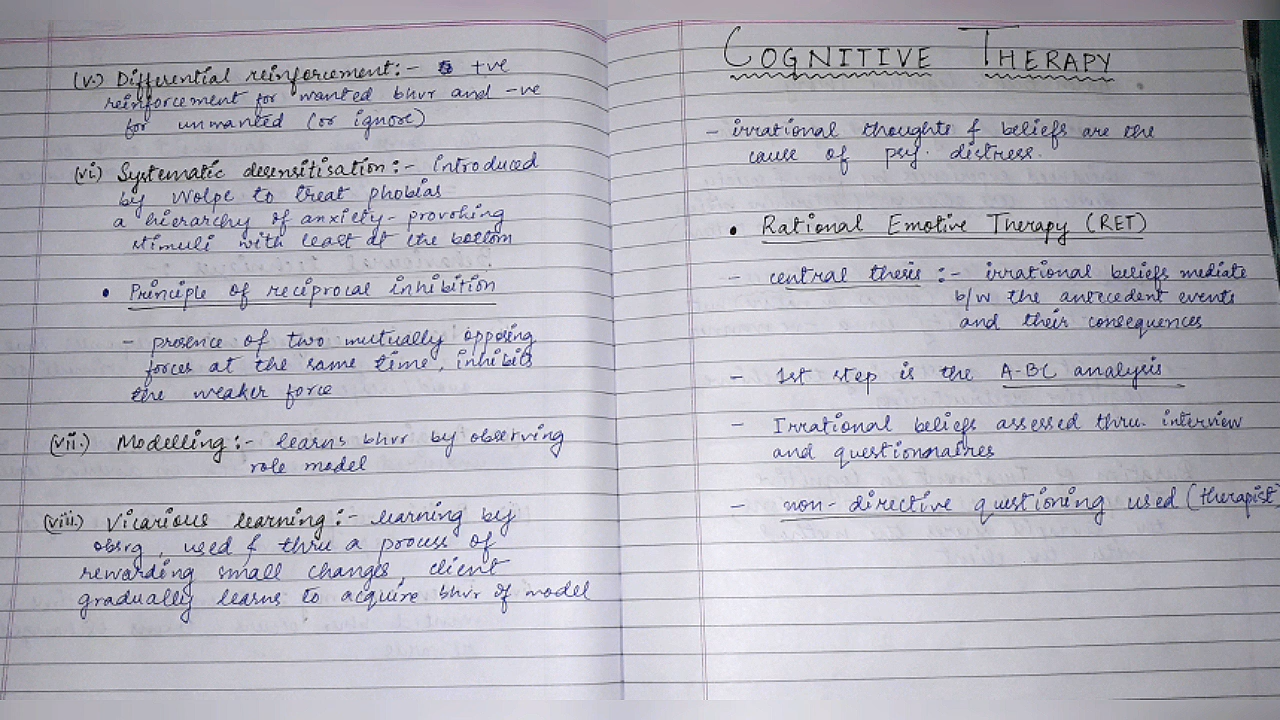 (v.) Differential reinforcement:- +ve
reinforcement for wanted bhvr and -ve
for unwanted (or ignore)
(vi) Systematic desensitisation:- introduced
by Wolpe to treat phobias
a hierarchy of anxiety-provoking
stimuli with least at the bottom
• Principle of reciprocal inhibition
- presence of two mutually opposing
forces at the same time, inhibits
the weaker force
(vii.) Modelling:- learns bhvr by observing
role model
(viii.) Vicarious learning:- learning by
obsrg, used & thru a process of
rewarding small changes, client
gradually learns to acquire bhvr of model
COGNITIVE THERAPY
- irrational thoughts & beliefs are the
cause of psy. distress.
• Rational Emotive Therapy (RET)
- central thesis :- irrational beliefs mediate
b/w the antecedent events
and their consequences
- 1st step is the A-BC analysis
- Irrational beliefs assessed thru. interview
and questionnaires
- non-directive questioning used (therapist)